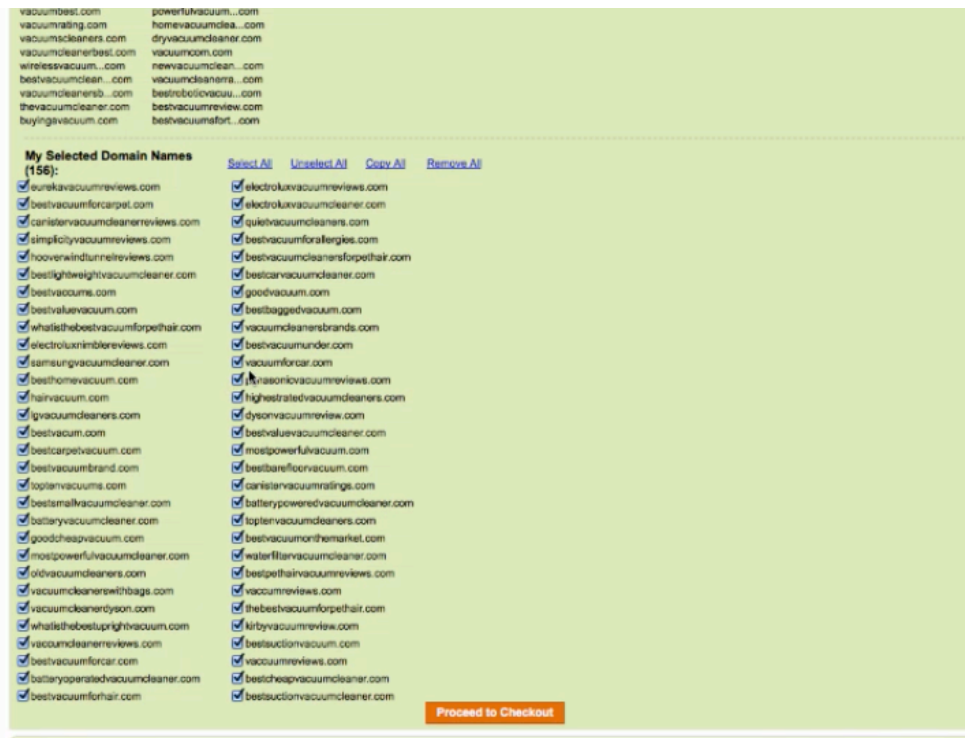 vacuumbest.com powerfulvacuum...com
vacuumrating.com homevacuumclea...com
vacuumscleaners.com dryvacuumcleaner.com
vacuumcleanerbest.com vacuumcom.com
wirelessvacuum...com newvacuumclean...com
bestvacuumclean...com vacuumcleanerra...com
vacuumcleanersb...com bestroboticvacuu...com
thevacuumcleaner.com bestvacuumreview.com
buyingavacuum.com bestvacuumsfort...com
My Selected Domain Names (156):
Select All Unselect All Copy All Remove All
eurekavacuumreviews.com electroluxvacuumreviews.com
bestvacuumforcarpet.com electroluxvacuumcleaner.com
canistervacuumcleanerreviews.com quietvacuumcleaners.com
simplicityvacuumreviews.com bestvacuumforallergies.com
hooverwindtunnelreviews.com bestvacuumcleanersforpethair.com
bestlightweightvacuumcleaner.com bestcarvacuumcleaner.com
bestvaccums.com goodvacuum.com
bestvaluevacuum.com bestbaggedvacuum.com
whatisthebestvacuumforpethair.com vacuumcleanersbrands.com
electroluxnimblereviews.com bestvacuumunder.com
samsungvacuumcleaner.com vacuumforcar.com
besthomevacuum.com panasonicvacuumreviews.com
hairvacuum.com highestratedvacuumcleaners.com
lgvacuumcleaners.com dysonvacuumreview.com
bestvacum.com bestvaluevacuumcleaner.com
bestcarpetvacuum.com mostpowerfulvacuum.com
bestvacuumbrand.com bestbarefloorvacuum.com
toptenvacuums.com canistervacuumratings.com
bestsmallvacuumcleaner.com batterypoweredvacuumcleaner.com
batteryvacuumcleaner.com toptenvacuumcleaners.com
goodcheapvacuum.com bestvacuumonthemarket.com
mostpowerfulvacuumcleaner.com waterfiltervacuumcleaner.com
oldvacuumcleaners.com bestpethairvacuumreviews.com
vacuumcleanerswithbags.com vaccumreviews.com
vacuumcleanerdyson.com thebestvacuumforpethair.com
whatisthebestuprightvacuum.com kirbyvacuumreview.com
vaccumcleanerreviews.com bestsuctionvacuum.com
bestvacuumforcar.com vaccuumreviews.com
batteryoperatedvacuumcleaner.com bestcheapvacuumcleaner.com
bestvacuumforhair.com bestsuctionvacuumcleaner.com
Proceed to Checkout